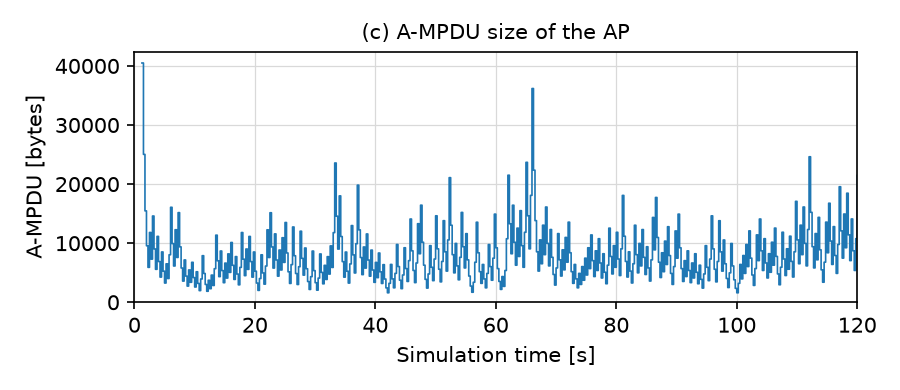 (c) A-MPDU size of the AP
A-MPDU [bytes]
40000
30000
20000
10000
0
0 20 40 60 80 100 120
Simulation time [s]